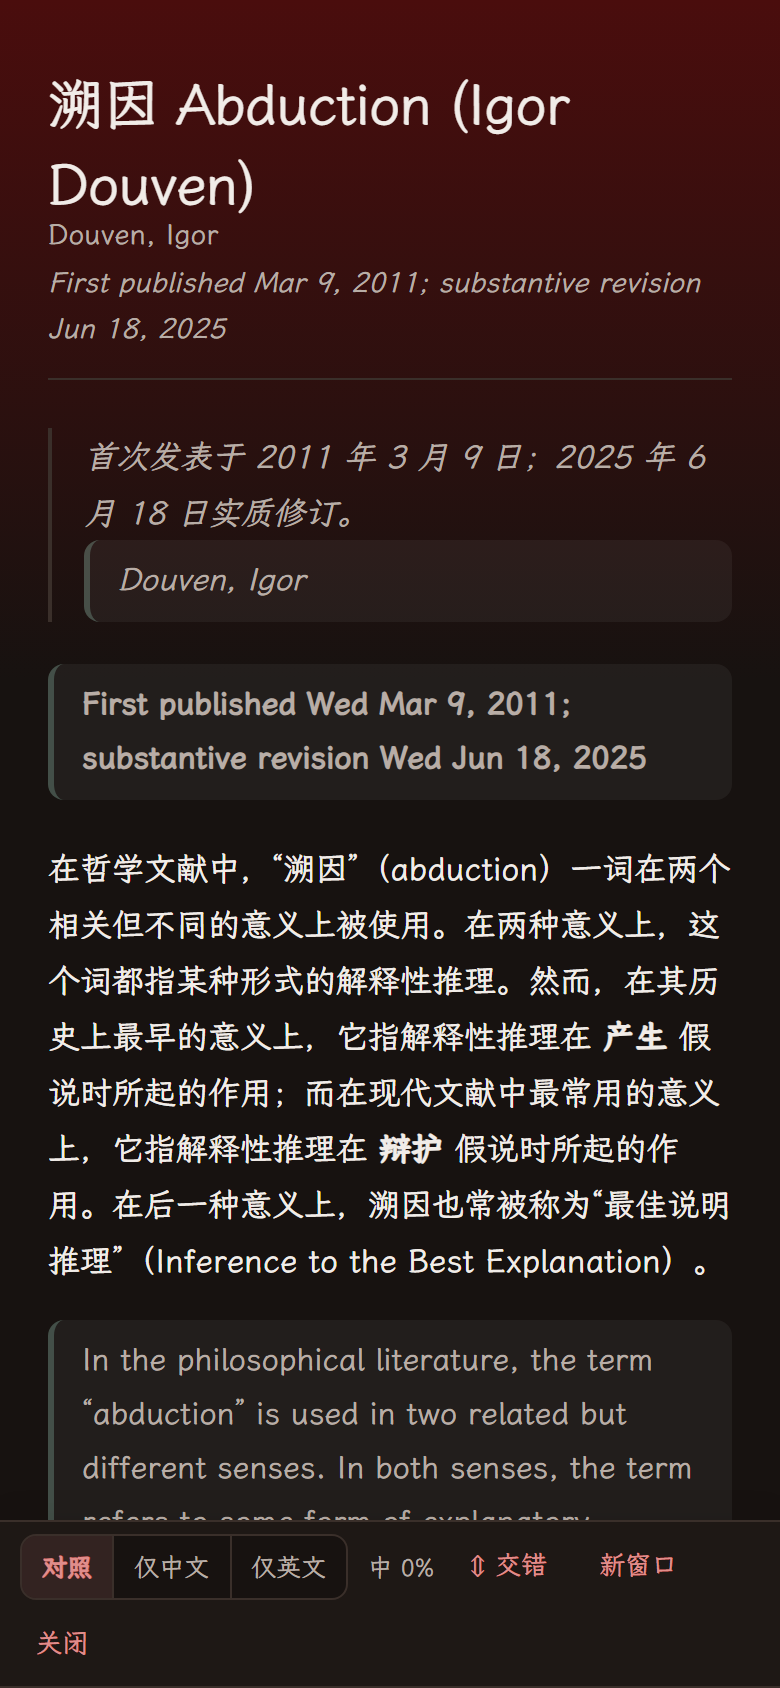 溯因 Abduction (Igor
Douven)
Douven, Igor
First published Mar 9, 2011; substantive revision
Jun 18, 2025
首次发表于 2011 年 3 月 9 日；2025 年 6
月 18 日实质修订。
Douven, Igor
First published Wed Mar 9, 2011;
substantive revision Wed Jun 18, 2025
在哲学文献中，“溯因”（abduction）一词在两个
相关但不同的意义上被使用。在两种意义上，这
个词都指某种形式的解释性推理。然而，在其历
史上最早的意义上，它指解释性推理在 产生 假
说时所起的作用；而在现代文献中最常用的意义
上，它指解释性推理在 辩护 假说时所起的作
用。在后一种意义上，溯因也常被称为“最佳说明
推理”（Inference to the Best Explanation）。
In the philosophical literature, the term
“abduction” is used in two related but
different senses. In both senses, the term
refers to some form of explanatory
对照 仅中文 仅英文 中 0% ⇕ 交错 新窗口
关闭